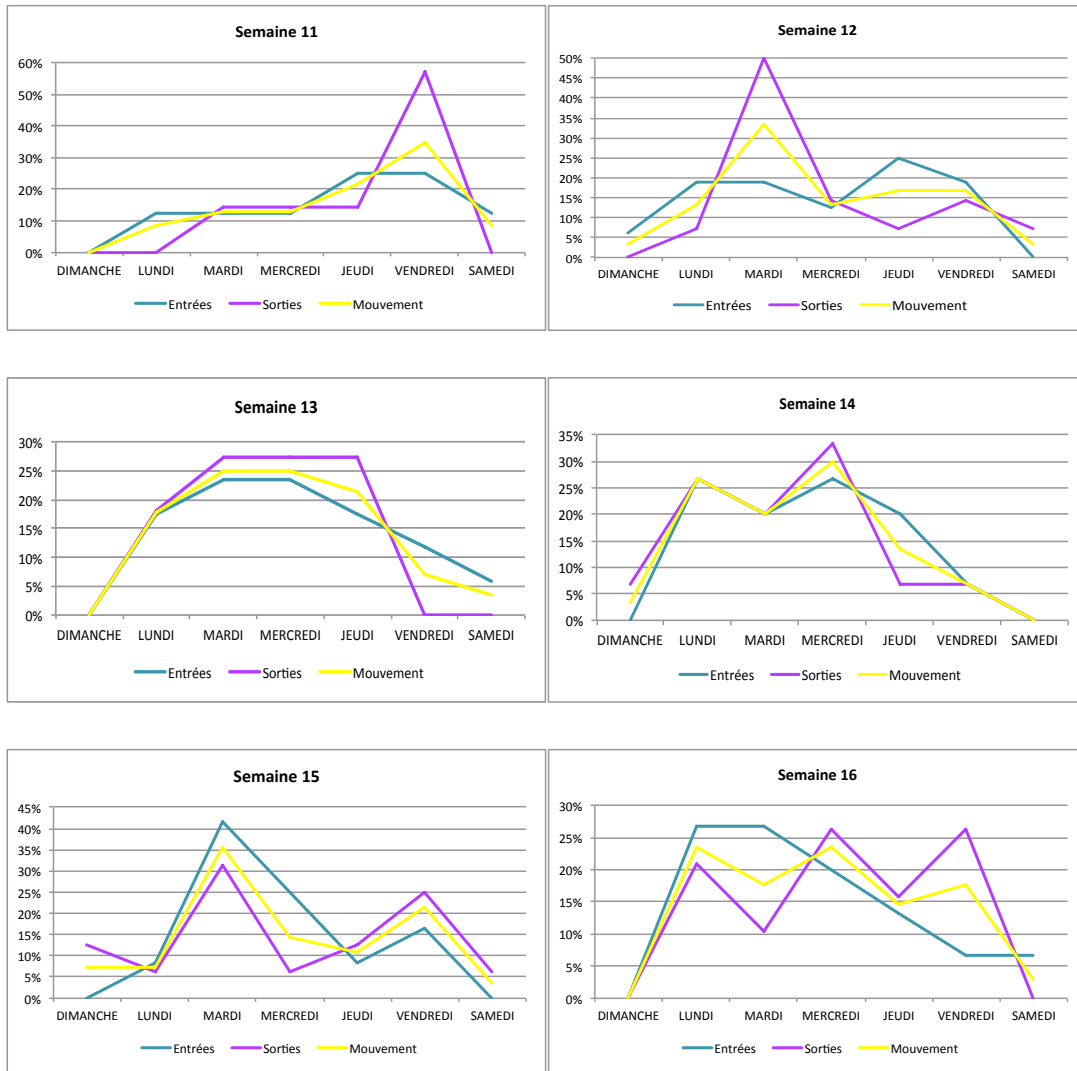 Semaine 11
60%
50%
40%
30%
20%
10%
0%
DIMANCHE LUNDI MARDI MERCREDI JEUDI VENDREDI SAMEDI
Entrées Sorties Mouvement
Semaine 12
50%
45%
40%
35%
30%
25%
20%
15%
10%
5%
0%
DIMANCHE LUNDI MARDI MERCREDI JEUDI VENDREDI SAMEDI
Entrées Sorties Mouvement
Semaine 13
30%
25%
20%
15%
10%
5%
0%
DIMANCHE LUNDI MARDI MERCREDI JEUDI VENDREDI SAMEDI
Entrées Sorties Mouvement
Semaine 14
35%
30%
25%
20%
15%
10%
5%
0%
DIMANCHE LUNDI MARDI MERCREDI JEUDI VENDREDI SAMEDI
Entrées Sorties Mouvement
Semaine 15
45%
40%
35%
30%
25%
20%
15%
10%
5%
0%
DIMANCHE LUNDI MARDI MERCREDI JEUDI VENDREDI SAMEDI
Entrées Sorties Mouvement
Semaine 16
30%
25%
20%
15%
10%
5%
0%
DIMANCHE LUNDI MARDI MERCREDI JEUDI VENDREDI SAMEDI
Entrées Sorties Mouvement